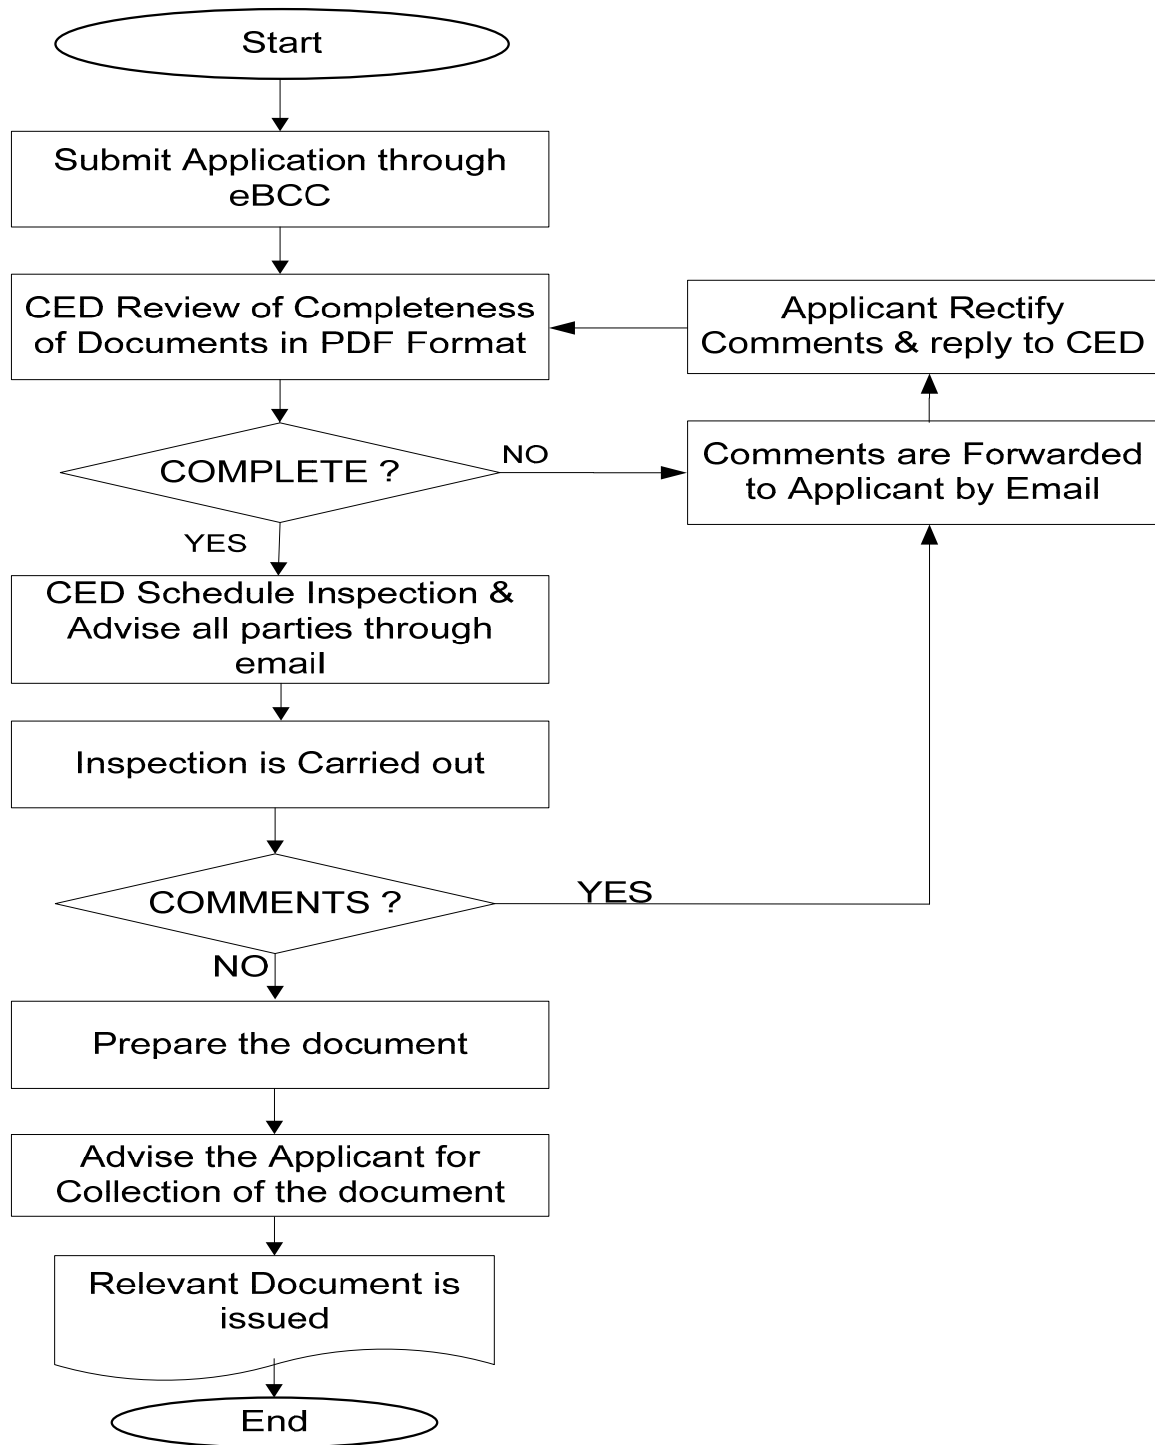 Start
Submit Application through
eBCC
CED Review of Completeness
of Documents in PDF Format
Applicant Rectify
Comments & reply to CED
COMPLETE ?
NO
Comments are Forwarded
to Applicant by Email
YES
CED Schedule Inspection &
Advise all parties through
email
Inspection is Carried out
COMMENTS ?
YES
NO
Prepare the document
Advise the Applicant for
Collection of the document
Relevant Document is
issued
End